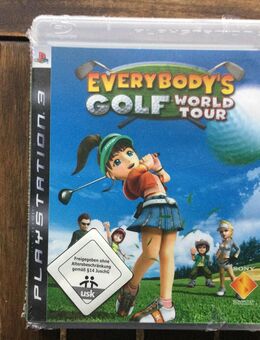 PLAYSTATION 3
EVERYBODY'S
GOLF WORLD
TOUR
Freigegeben ohne
Altersbeschränkung
gemäß §14 JuSchG
usk
SONY